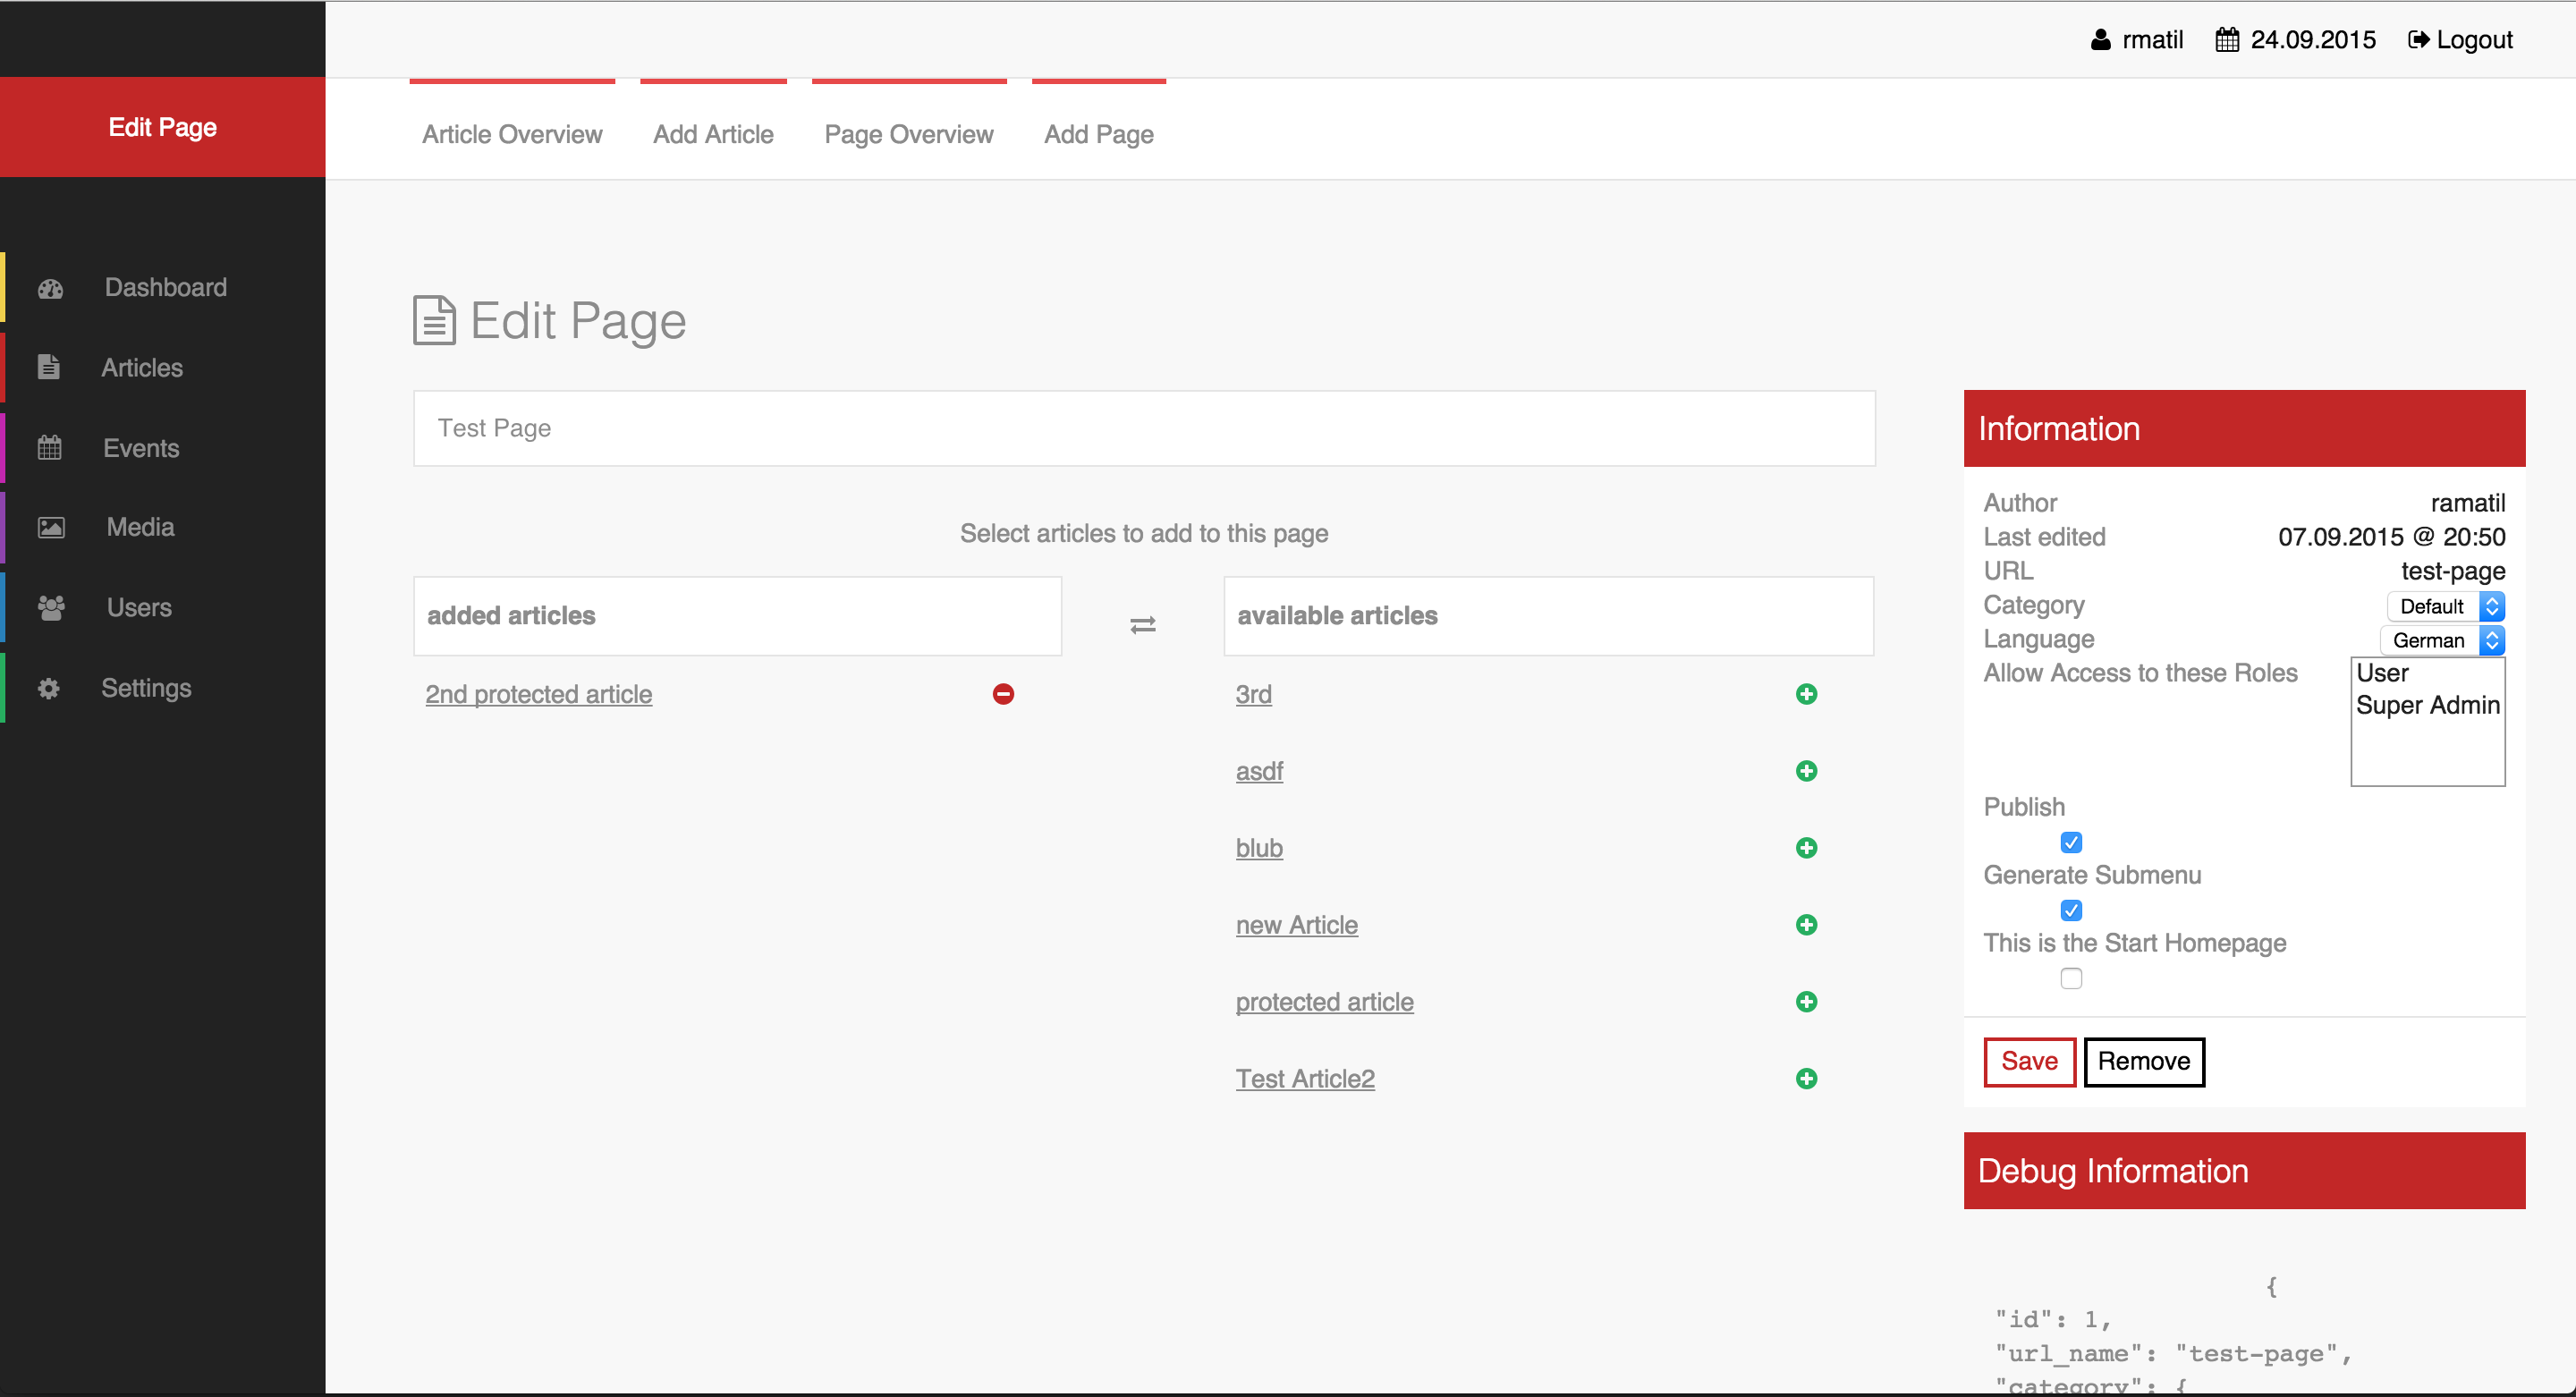 rmatil 24.09.2015 Logout
Edit Page
Article Overview Add Article Page Overview Add Page
Dashboard
Articles
Events
Media
Users
Settings
Edit Page
Test Page
Select articles to add to this page
added articles
2nd protected article
available articles
3rd
asdf
blub
new Article
protected article
Test Article2
Information
Author ramatil
Last edited 07.09.2015 @ 20:50
URL test-page
Category Default
Language German
Allow Access to these Roles User
Super Admin
Publish
Generate Submenu
This is the Start Homepage
Save Remove
Debug Information
{
"id": 1,
"url_name": "test-page",
"category": {